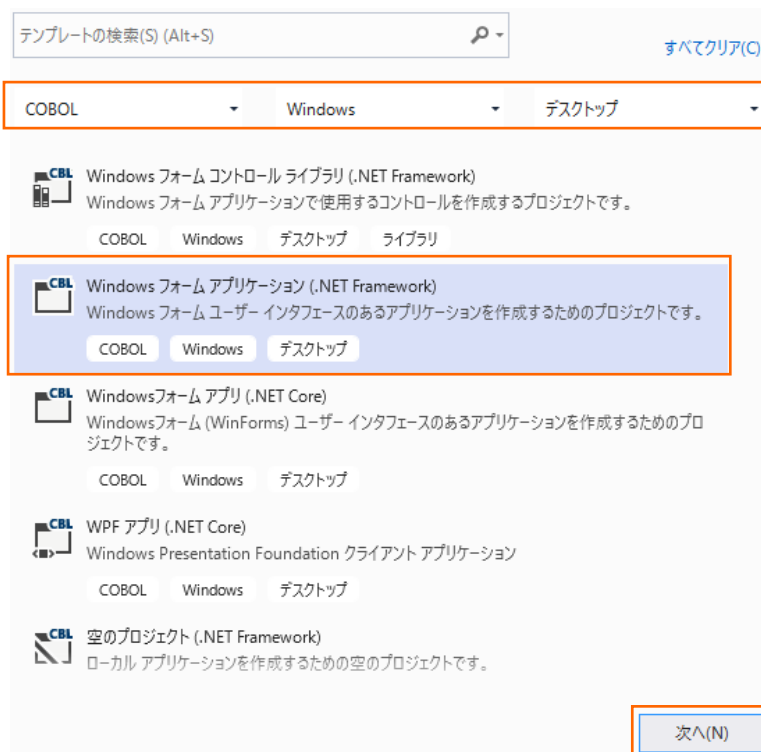 テンプレートの検索(S) (Alt+S)
すべてクリア(C)
COBOL Windows デスクトップ
CBL Windows フォーム コントロール ライブラリ (.NET Framework)
Windows フォーム アプリケーションで使用するコントロールを作成するプロジェクトです。
COBOL Windows デスクトップ ライブラリ
CBL Windows フォーム アプリケーション (.NET Framework)
Windows フォーム ユーザー インタフェースのあるアプリケーションを作成するためのプロジェクトです。
COBOL Windows デスクトップ
CBL Windowsフォーム アプリ (.NET Core)
Windowsフォーム (WinForms) ユーザー インタフェースのあるアプリケーションを作成するためのプロ
ジェクトです。
COBOL Windows デスクトップ
CBL WPF アプリ (.NET Core)
Windows Presentation Foundation クライアント アプリケーション
COBOL Windows デスクトップ
CBL 空のプロジェクト (.NET Framework)
ローカル アプリケーションを作成するための空のプロジェクトです。
次へ(N)